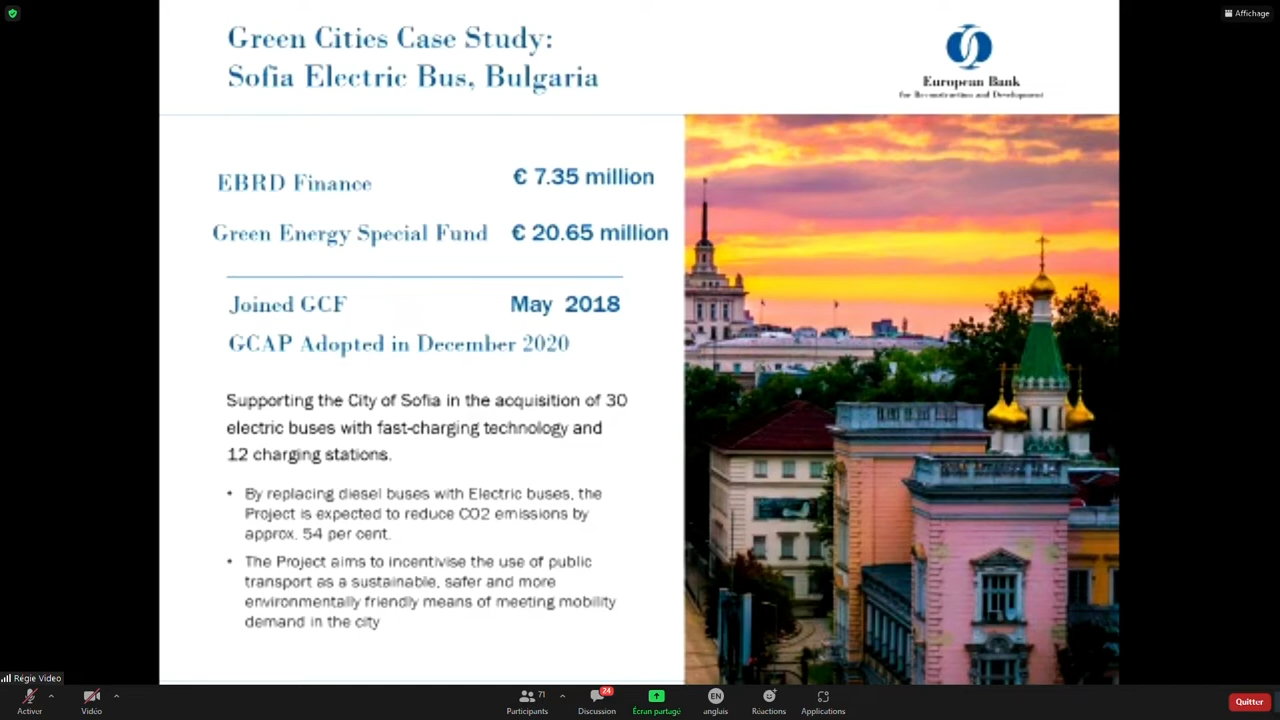 Affichage
Green Cities Case Study:
Sofia Electric Bus, Bulgaria
European Bank
for Reconstruction and Development
EBRD Finance € 7.35 million
Green Energy Special Fund € 20.65 million
Joined GCF May 2018
GCAP Adopted in December 2020
Supporting the City of Sofia in the acquisition of 30
electric buses with fast-charging technology and
12 charging stations.
• By replacing diesel buses with Electric buses, the
Project is expected to reduce CO2 emissions by
approx. 54 per cent.
• The Project aims to incentivise the use of public
transport as a sustainable, safer and more
environmentally friendly means of meeting mobility
demand in the city
Régie Video
Activer
Vidéo
71
Participants
24
Discussion
Écran partagé
EN
anglais
Réactions
Applications
Quitter